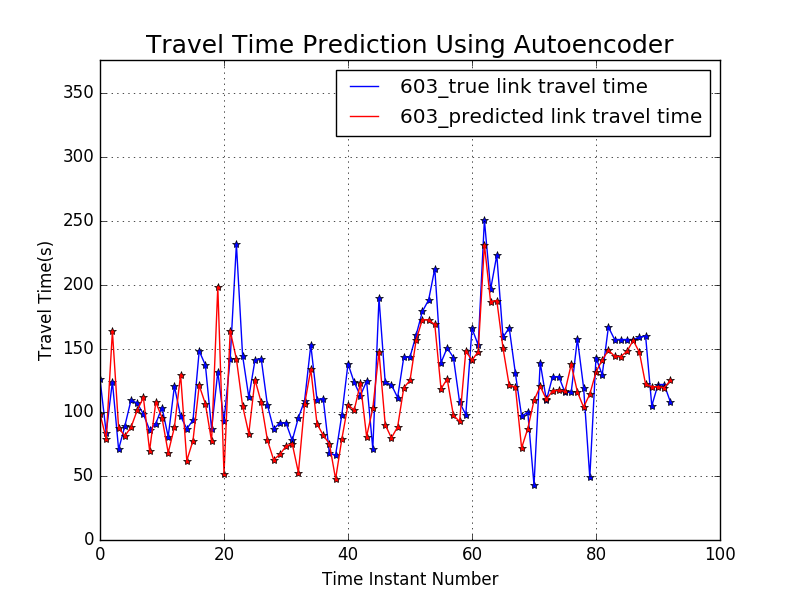 Travel Time Prediction Using Autoencoder
603_true link travel time
603_predicted link travel time
Travel Time(s)
350
300
250
200
150
100
50
0
0 20 40 60 80 100
Time Instant Number